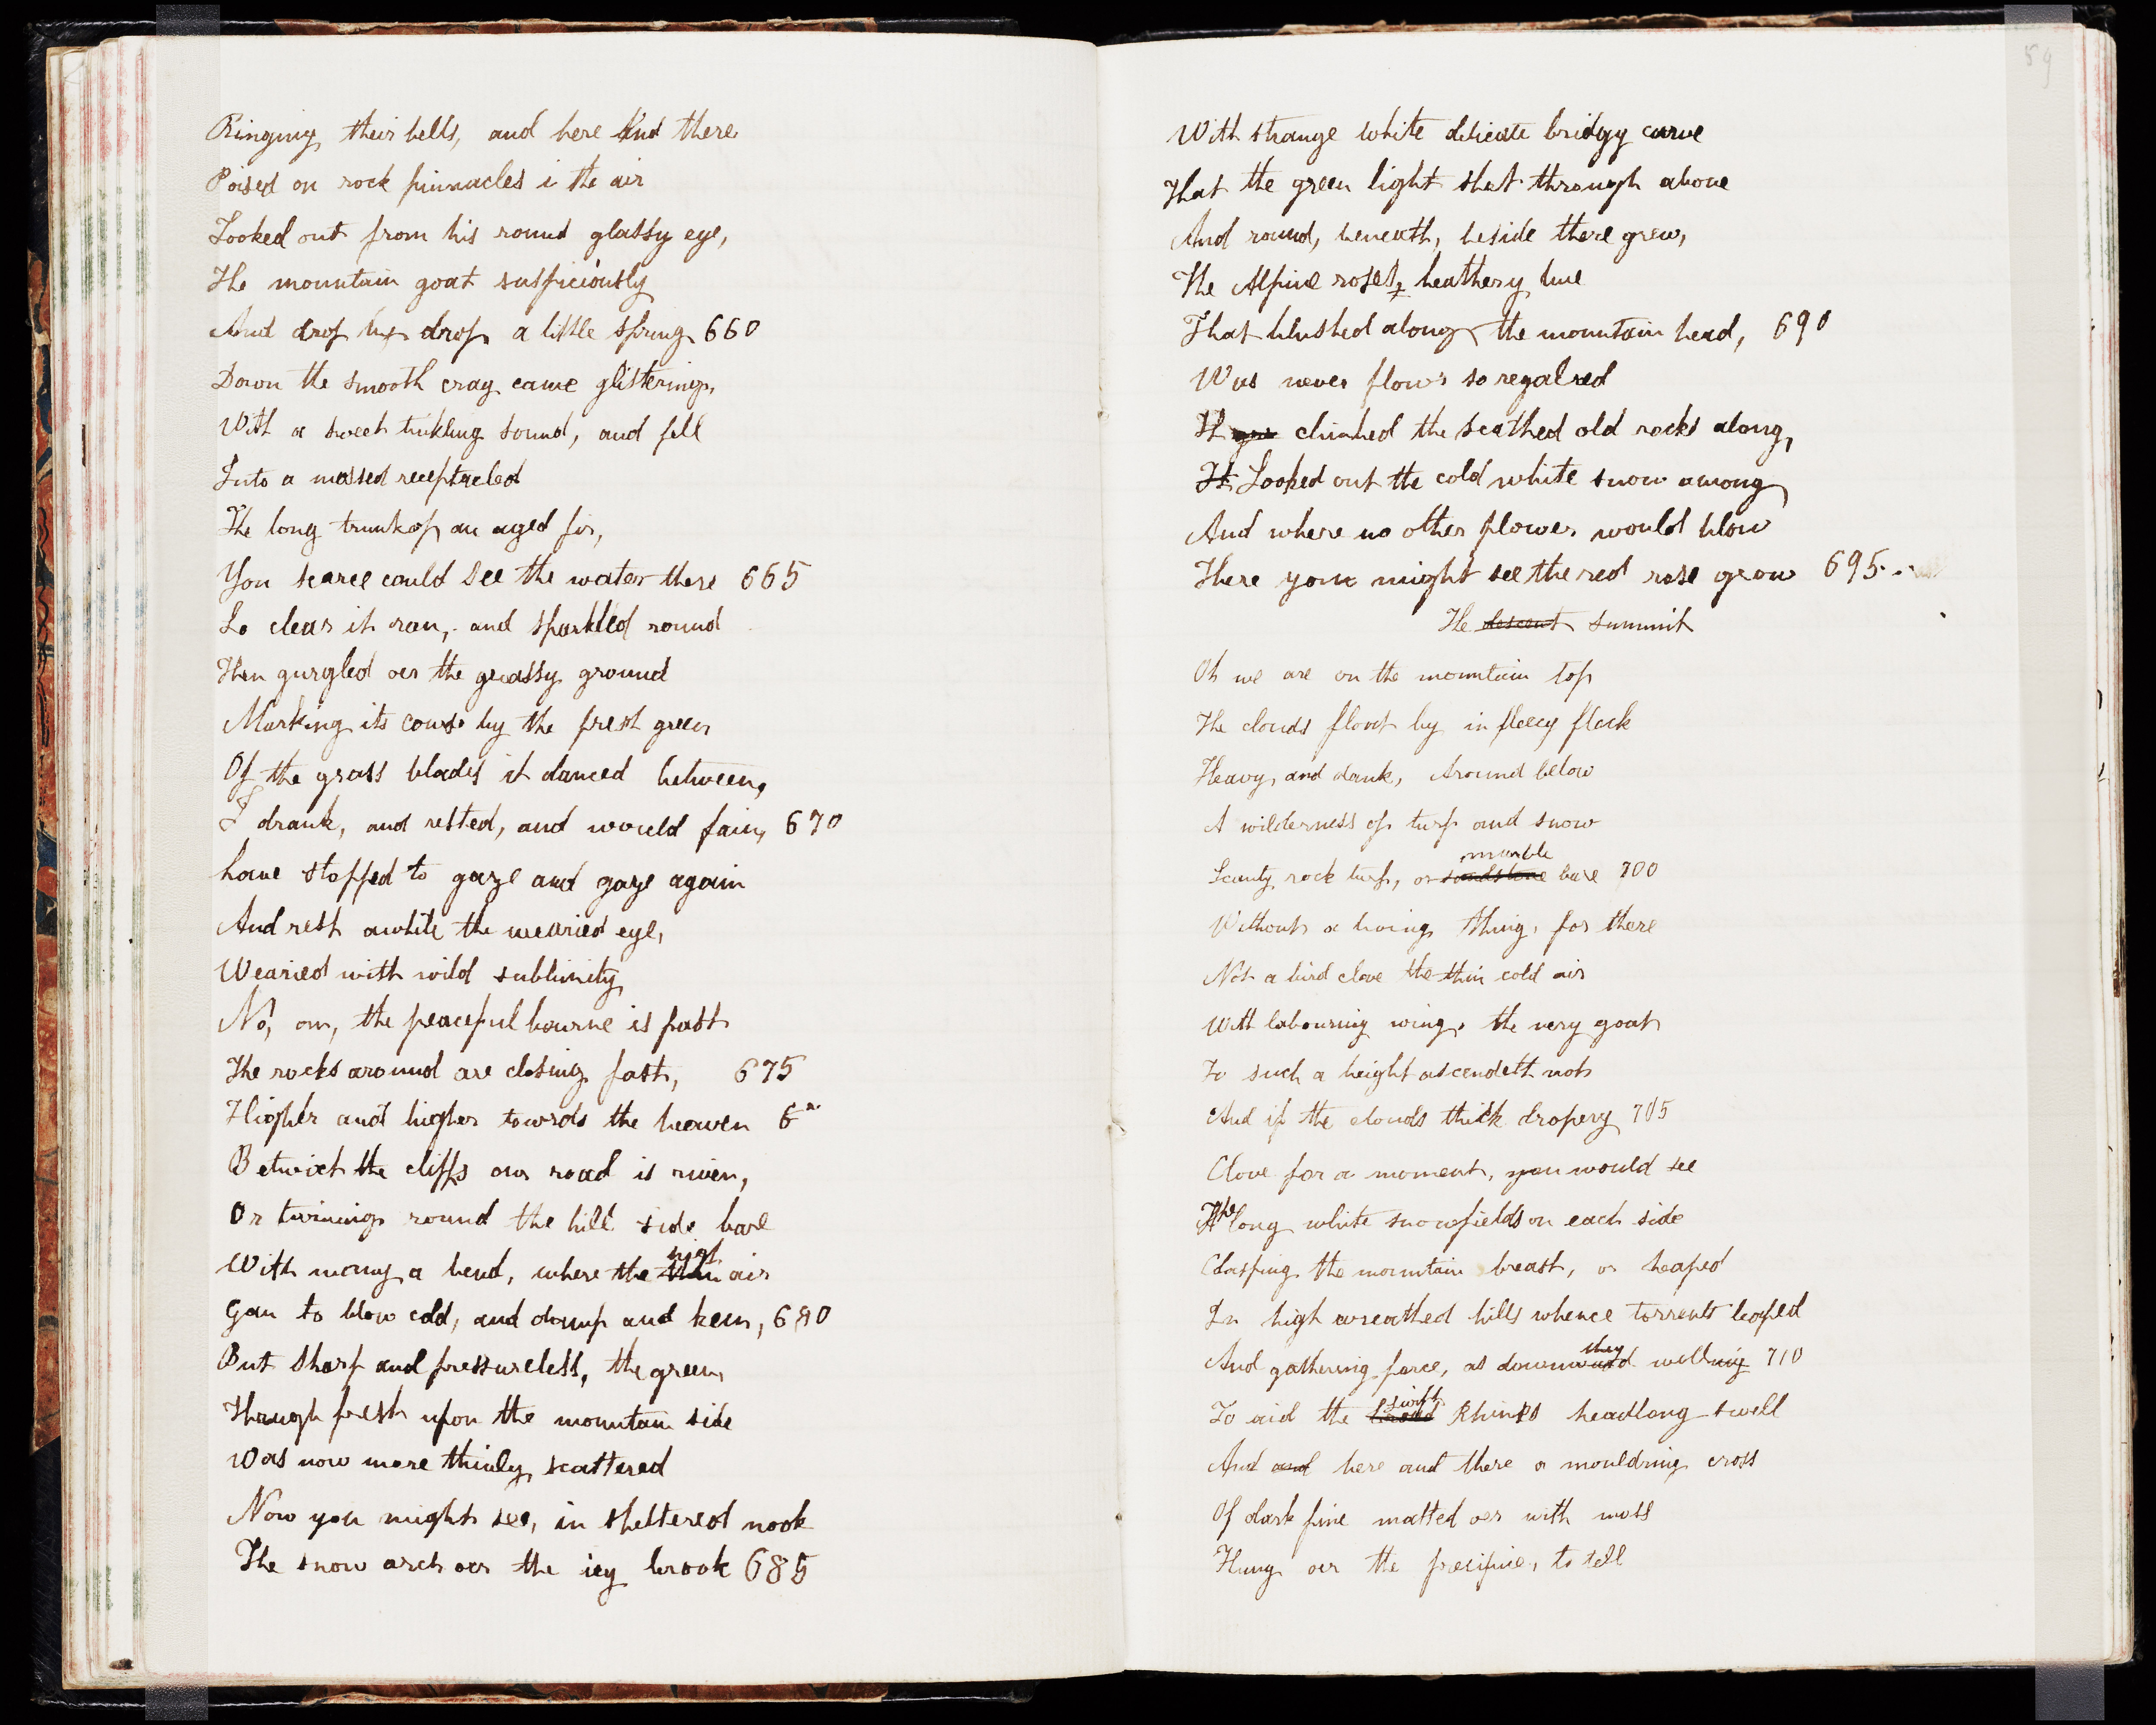 Ringing their bells, and here and there
Poised on rock pinnacles i the air
Looked out from his round glassy eye,
The mountain goat suspiciously
And drop by drop a little spring 660
Down the smooth crag came glistering,
With a sweet tinkling sound, and fell
Into a mossed receptacled
The long trunk of an aged fir,
You scarce could see the water there 665
So clear it ran, and sparkled round
Then gurgled oer the grassy ground
Marking its course by the fresh green
Of the grass blades it danced between,
I drank, and rested, and would fain, 670
have stopped to gaze and gaze again
And rest awhile the wearied eye,
Wearied with wild sublimity
No, on, the peaceful bourne is past
The rocks around are closing fast, 675
Higher and higher towrds the heaven 6
Betwixt the cliffs our road is riven,
Or twining round the hill side bare
With many a bend, where the thin nigt air
Gan to blow cold, and damp and keen, 680
But sharp and pressureless, the green,
Though fresh upon the mountain side
Was now more thinly scattered
Now you might see, in sheltered nook
The snow arch oer the icy brook 685
59
With strange white delicate bridgy curve
That the green light shot through above
And round, beneath, beside there grew,
The Alpine roses, heathery hue
That blushed along the mountain head, 690
Was never flower so regal red
It climbed the scathed old rocks along,
It Looked out the cold white snow among
And where no other flower would blow
There you might see the red rose grow 695
The descent summit
Oh we are on the mountain top
The clouds float by in fleecy flock
Heavy, and dank, Around below
A wilderness of turf and snow
marble
Scanty rock turf, or sandstone bare 700
Without a living thing, for there
Not a bird clove the thin cold air
With labouring wing, the very goat
To such a height ascendeth not
And if the clouds thick drapery 705
Clove for a moment, you would see
The long white snowfields on each side
Clasping the mountain breast, or heaped
In high wreathed hills whence torrents leaped
they
And gathering force, as downward welling 710
swift
To aid the broad Rhines headlong swell
And and here and there a mouldring cross
Of dark pine matted oer with moss
Hung oer the precipice, to tell